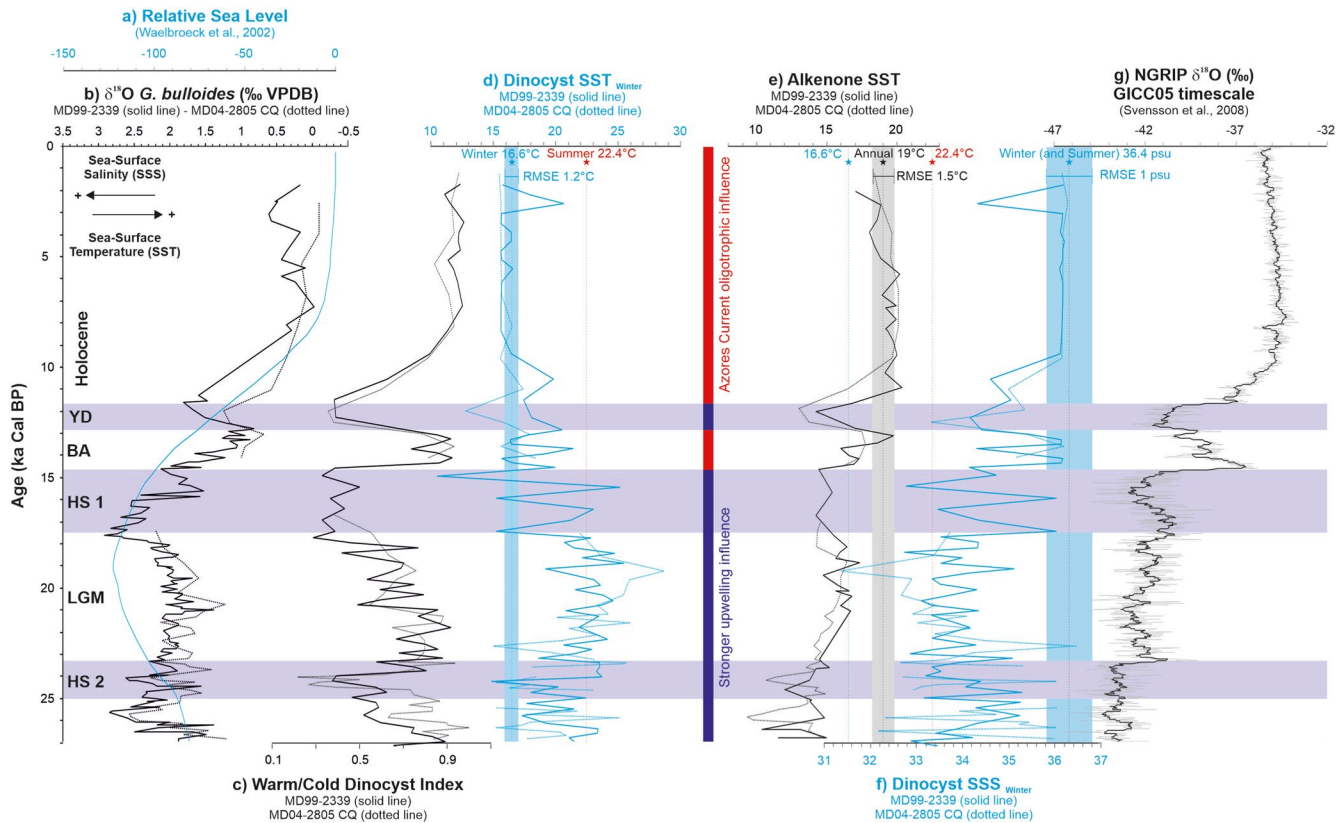 a) Relative Sea Level
(Waelbroeck et al., 2002)
-150 -100 -50 0
b) δ¹⁸O G. bulloides (‰ VPDB)
MD99-2339 (solid line) - MD04-2805 CQ (dotted line)
3.5 3 2.5 2 1.5 1 0.5 0 -0.5
d) Dinocyst SST Winter
MD99-2339 (solid line)
MD04-2805 CQ (dotted line)
10 15 20 25 30
e) Alkenone SST
MD99-2339 (solid line)
MD04-2805 CQ (dotted line)
10 15 20
g) NGRIP δ¹⁸O (‰)
GICC05 timescale
(Svensson et al., 2008)
-47 -42 -37 -32
Sea-Surface
Salinity (SSS)
+
+
Sea-Surface
Temperature (SST)
Winter 16.6°C Summer 22.4°C
RMSE 1.2°C
16.6°C Annual 19°C 22.4°C
RMSE 1.5°C
Winter (and Summer) 36.4 psu
RMSE 1 psu
Age (ka Cal BP)
0
5
10
15
20
25
Holocene
YD
BA
HS 1
LGM
HS 2
Azores Current oligotrophic influence
Stronger upwelling influence
0.1 0.5 0.9
c) Warm/Cold Dinocyst Index
MD99-2339 (solid line)
MD04-2805 CQ (dotted line)
31 32 33 34 35 36 37
f) Dinocyst SSS Winter
MD99-2339 (solid line)
MD04-2805 CQ (dotted line)